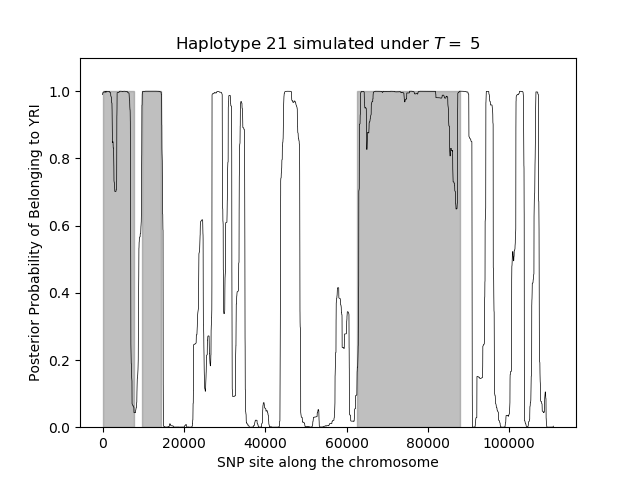 Haplotype 21 simulated under T = 5
Posterior Probability of Belonging to YRI
1.0
0.8
0.6
0.4
0.2
0.0
0 20000 40000 60000 80000 100000
SNP site along the chromosome